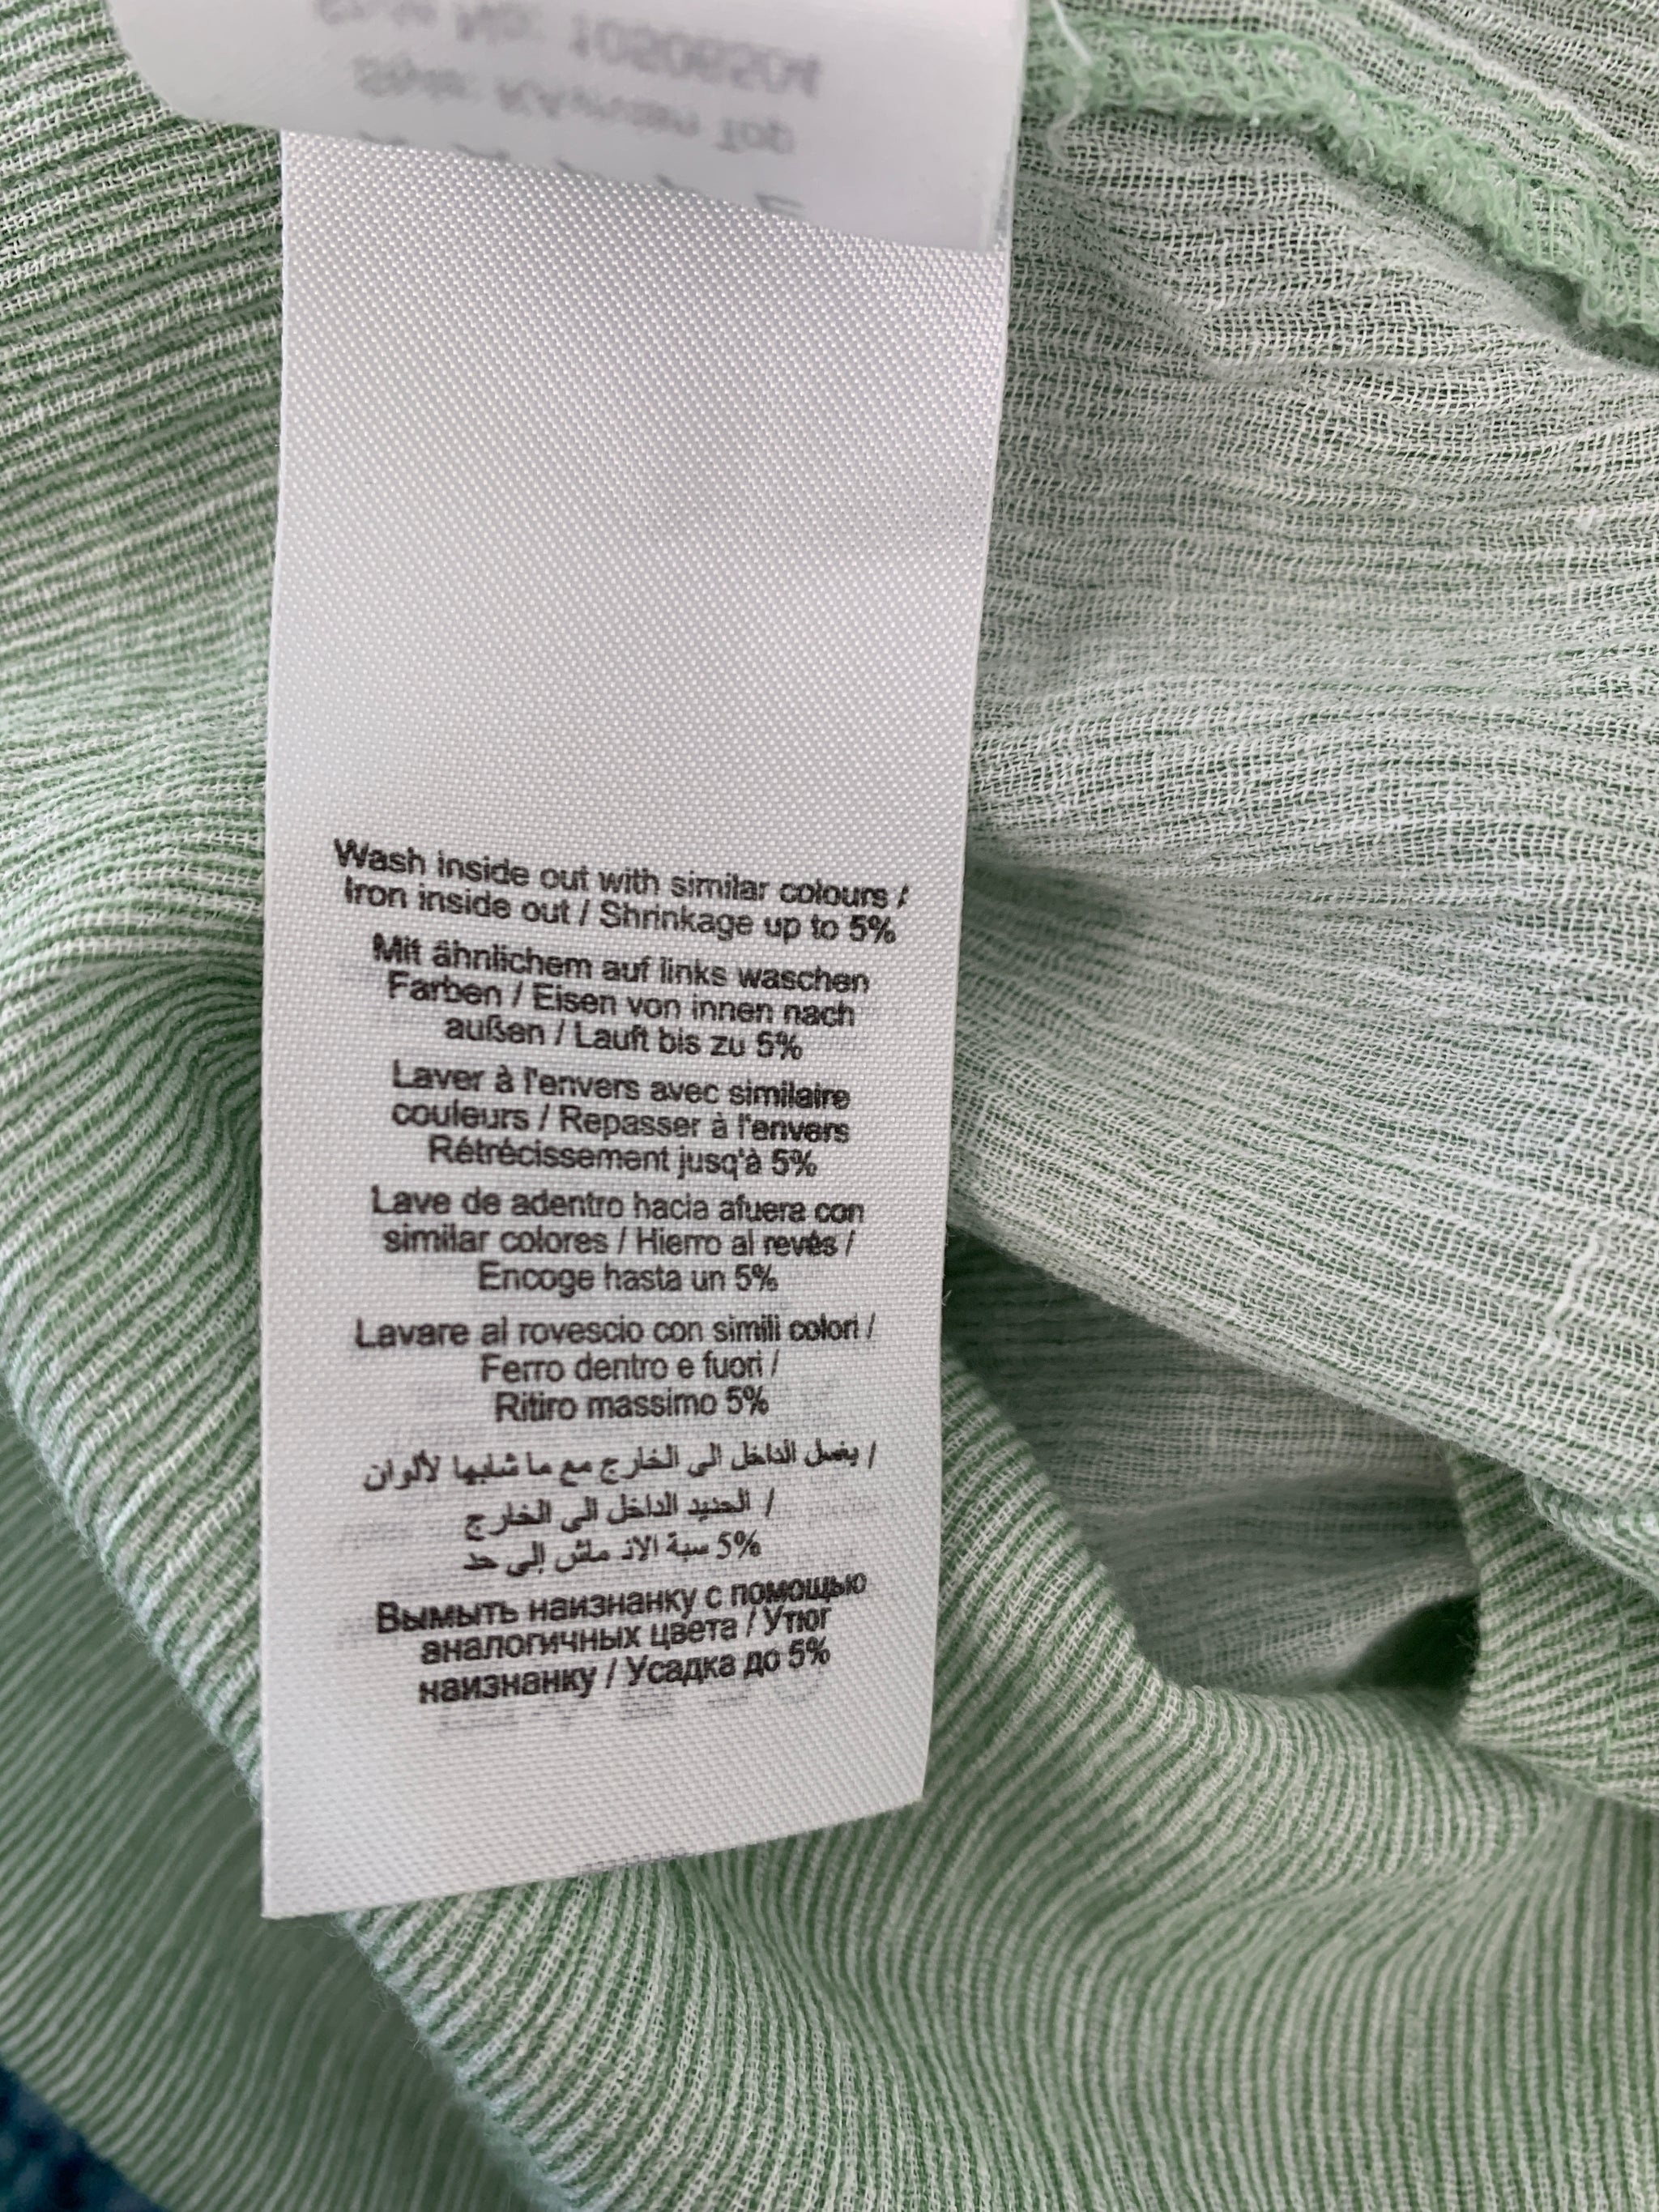 Wash inside out with similar colours /
Iron inside out / Shrinkage up to 5%
Mit ähnlichem auf links waschen
Farben / Eisen von innen nach
außen / Lauft bis zu 5%
Laver à l'envers avec similaire
couleurs / Repasser à l'envers
Rétrécissement jusq'à 5%
Lave de adentro hacia afuera con
similar colores / Hierro al revés /
Encoge hasta un 5%
Lavare al rovescio con simili colori /
Ferro dentro e fuori /
Ritiro massimo 5%
/ يغسل الداخل الى الخارج مع ما شابها لألوان
/ الحديد الداخل الى الخارج
5% سبة الاذ ماش إلى حد
Вымыть наизнанку с помощью
аналогичных цвета / Утюг
наизнанку / Усадка до 5%